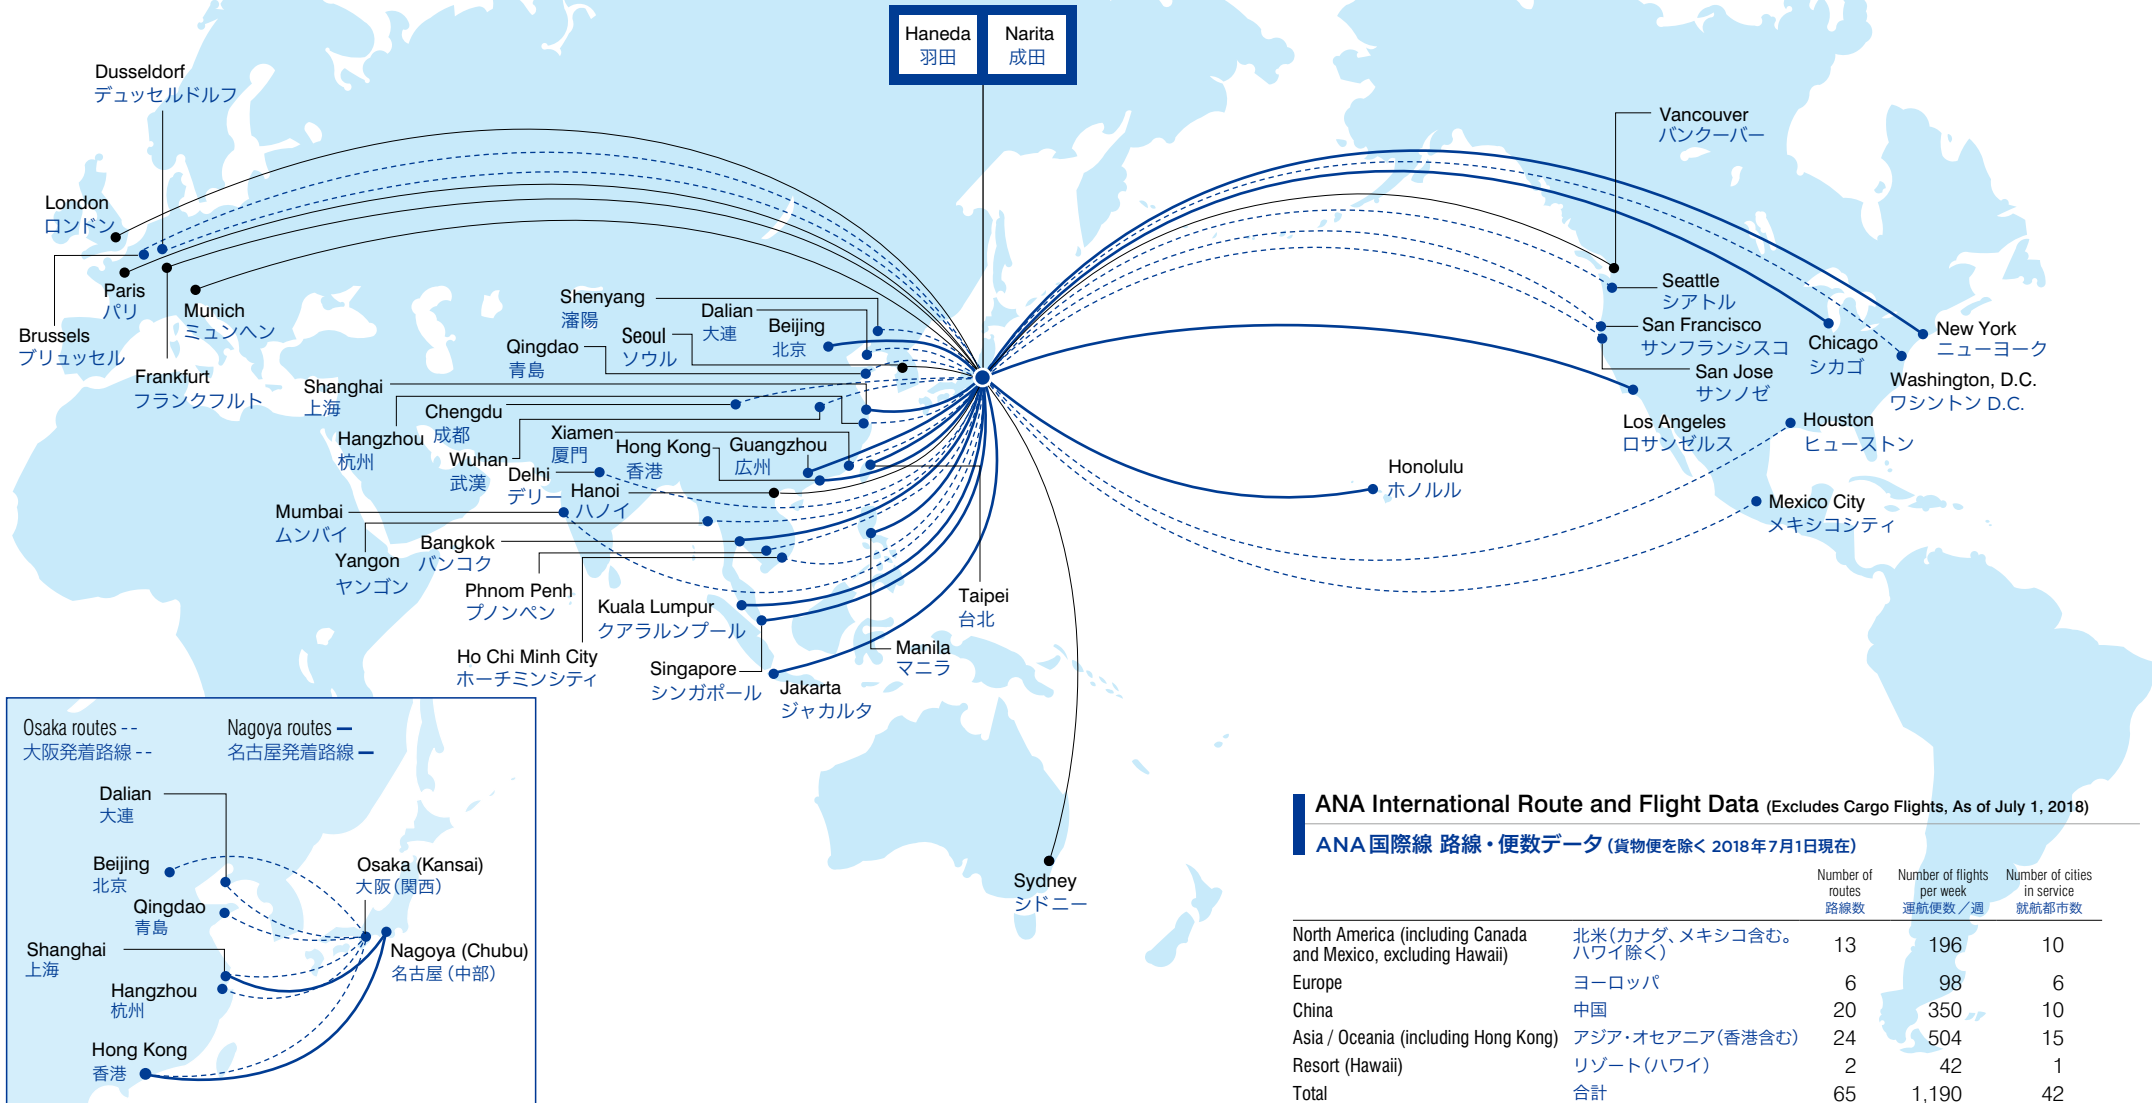 Haneda
羽田
Narita
成田
Dusseldorf
デュッセルドルフ
London
ロンドン
Brussels
ブリュッセル
Paris
パリ
Munich
ミュンヘン
Frankfurt
フランクフルト
Shenyang
瀋陽
Dalian
大連
Beijing
北京
Seoul
ソウル
Qingdao
青島
Shanghai
上海
Chengdu
成都
Hangzhou
杭州
Wuhan
武漢
Xiamen
厦門
Hong Kong
香港
Guangzhou
広州
Delhi
デリー
Hanoi
ハノイ
Mumbai
ムンバイ
Yangon
ヤンゴン
Bangkok
バンコク
Phnom Penh
プノンペン
Ho Chi Minh City
ホーチミンシティ
Kuala Lumpur
クアラルンプール
Singapore
シンガポール
Jakarta
ジャカルタ
Manila
マニラ
Taipei
台北
Sydney
シドニー
Vancouver
バンクーバー
Seattle
シアトル
San Francisco
サンフランシスコ
San Jose
サンノゼ
Los Angeles
ロサンゼルス
Chicago
シカゴ
New York
ニューヨーク
Washington, D.C.
ワシントン D.C.
Houston
ヒューストン
Mexico City
メキシコシティ
Honolulu
ホノルル
Osaka routes --
大阪発着路線 --
Nagoya routes —
名古屋発着路線 —
Dalian
大連
Beijing
北京
Qingdao
青島
Shanghai
上海
Hangzhou
杭州
Hong Kong
香港
Osaka (Kansai)
大阪(関西)
Nagoya (Chubu)
名古屋(中部)
ANA International Route and Flight Data (Excludes Cargo Flights, As of July 1, 2018)
ANA国際線 路線・便数データ(貨物便を除く 2018年7月1日現在)
Number of
routes
路線数
Number of flights
per week
運航便数/週
Number of cities
in service
就航都市数
North America (including Canada
and Mexico, excluding Hawaii)
北米(カナダ、メキシコ含む。
ハワイ除く)
13 196 10
Europe ヨーロッパ 6 98 6
China 中国 20 350 10
Asia / Oceania (including Hong Kong) アジア・オセアニア(香港含む) 24 504 15
Resort (Hawaii) リゾート(ハワイ) 2 42 1
Total 合計 65 1,190 42